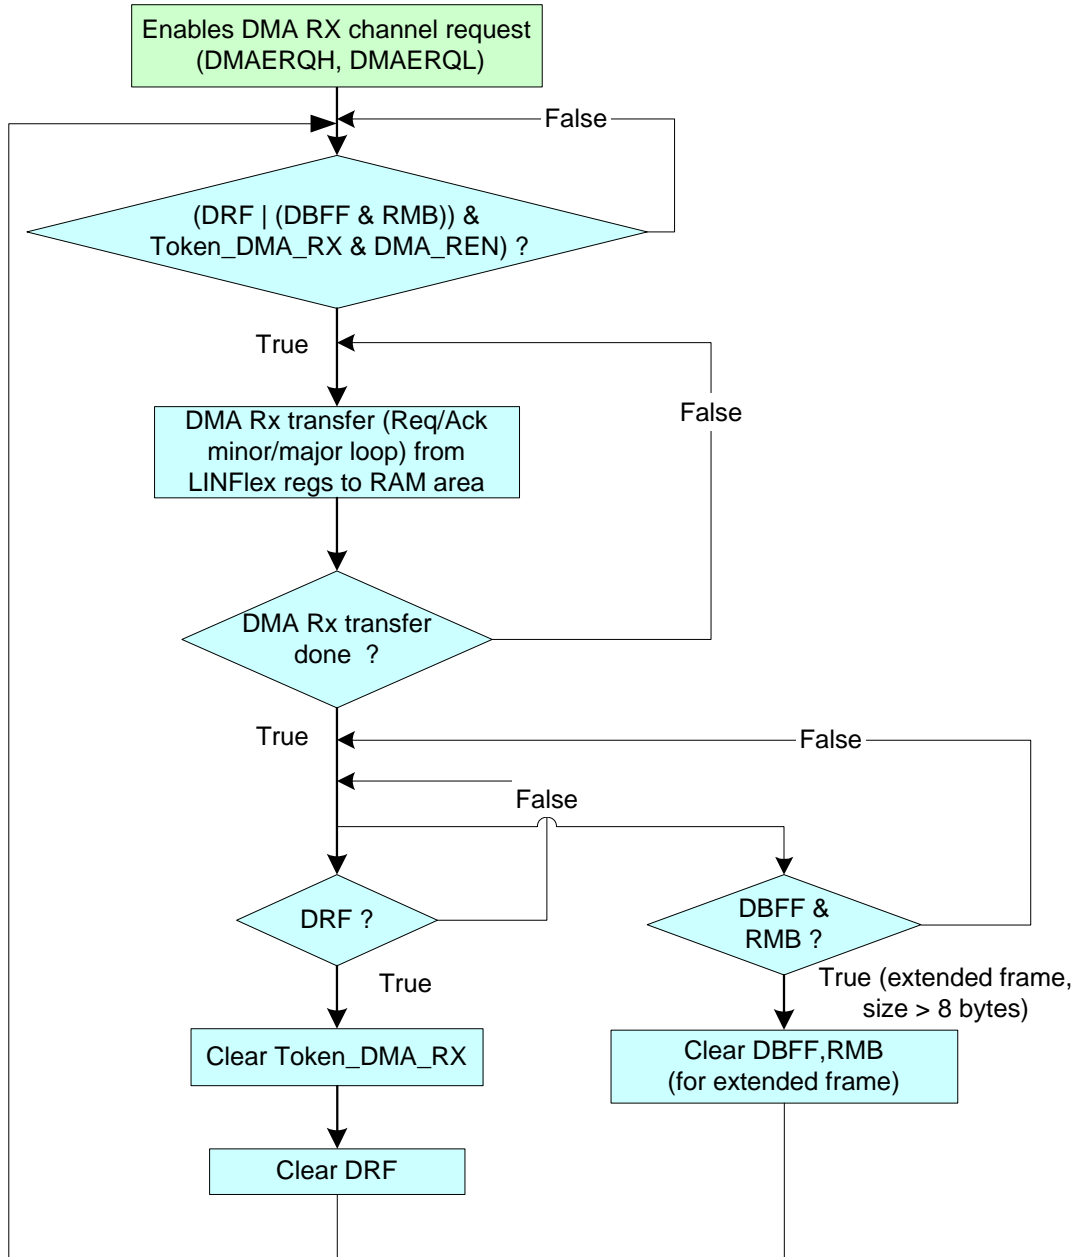 Enables DMA RX channel request
(DMAERQH, DMAERQL)
False
(DRF | (DBFF & RMB)) &
Token_DMA_RX & DMA_REN) ?
True
False
DMA Rx transfer (Req/Ack
minor/major loop) from
LINFlex regs to RAM area
DMA Rx transfer
done ?
True
False
False
DRF ?
DBFF &
RMB ?
True
True (extended frame,
size > 8 bytes)
Clear Token_DMA_RX
Clear DBFF,RMB
(for extended frame)
Clear DRF